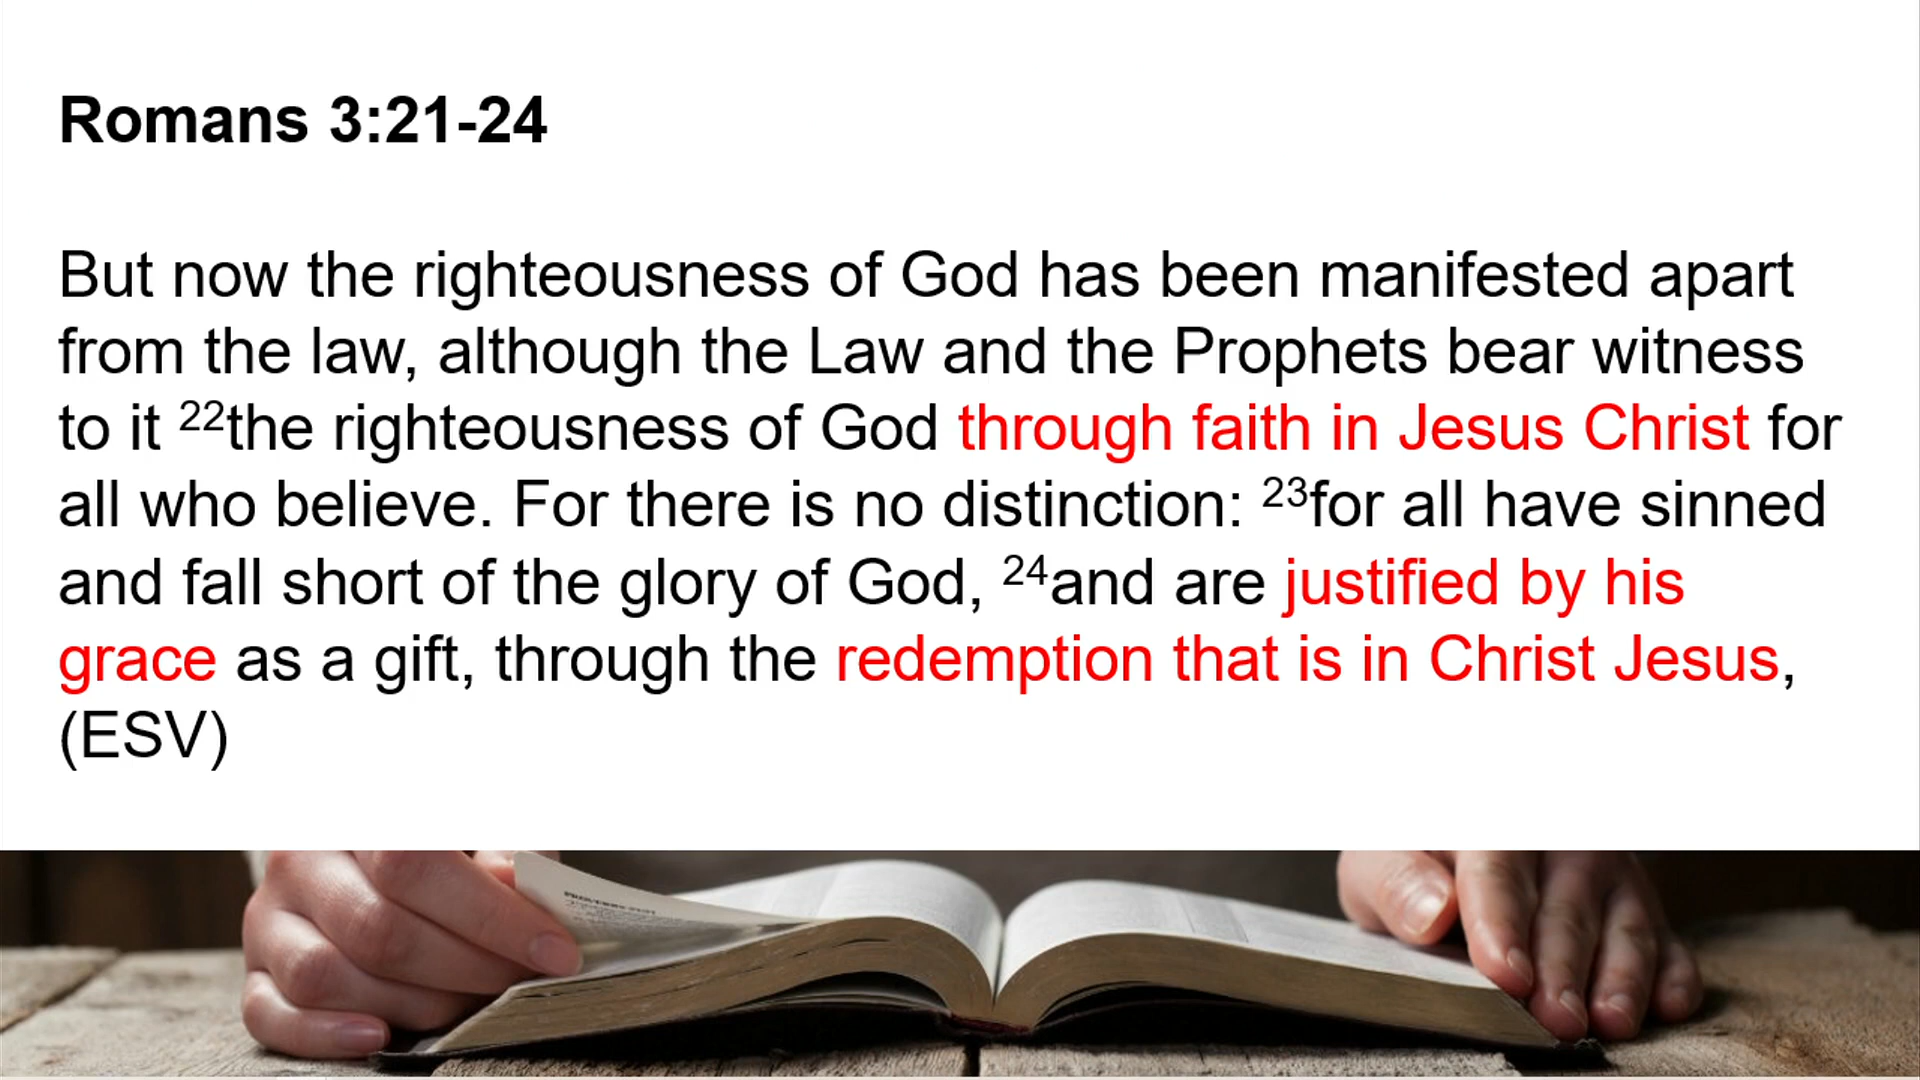 Romans 3:21-24
But now the righteousness of God has been manifested apart
from the law, although the Law and the Prophets bear witness
to it 22the righteousness of God through faith in Jesus Christ for
all who believe. For there is no distinction: 23for all have sinned
and fall short of the glory of God, 24and are justified by his
grace as a gift, through the redemption that is in Christ Jesus,
(ESV)